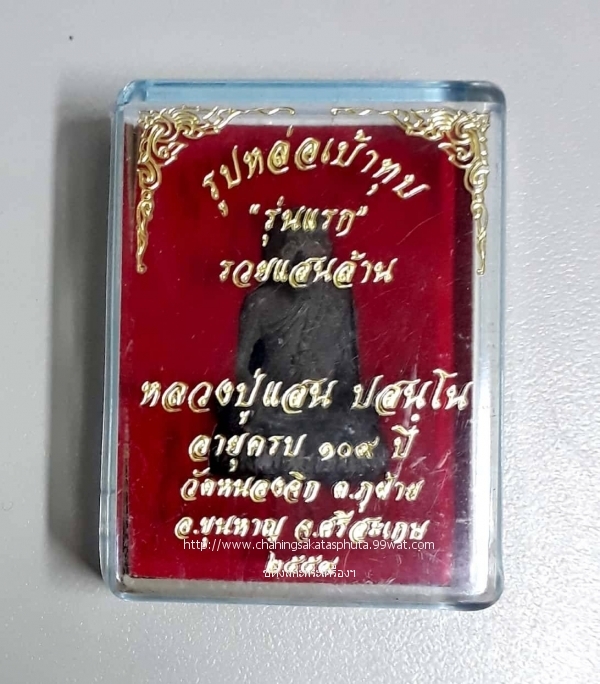 รูปหล่อเบ้าทุบ
"รุ่นแรก"
รวยแสนล้าน
หลวงปู่แสน ปสนฺโน
อายุครบ ๑๐๙ ปี
วัดหนองจิก ต.ภูฝ้าย
อ.ขุนหาญ จ.ศรีสะเกษ
http://www.chaningsakatasphuta.99wat.com/
๒๕๕๙